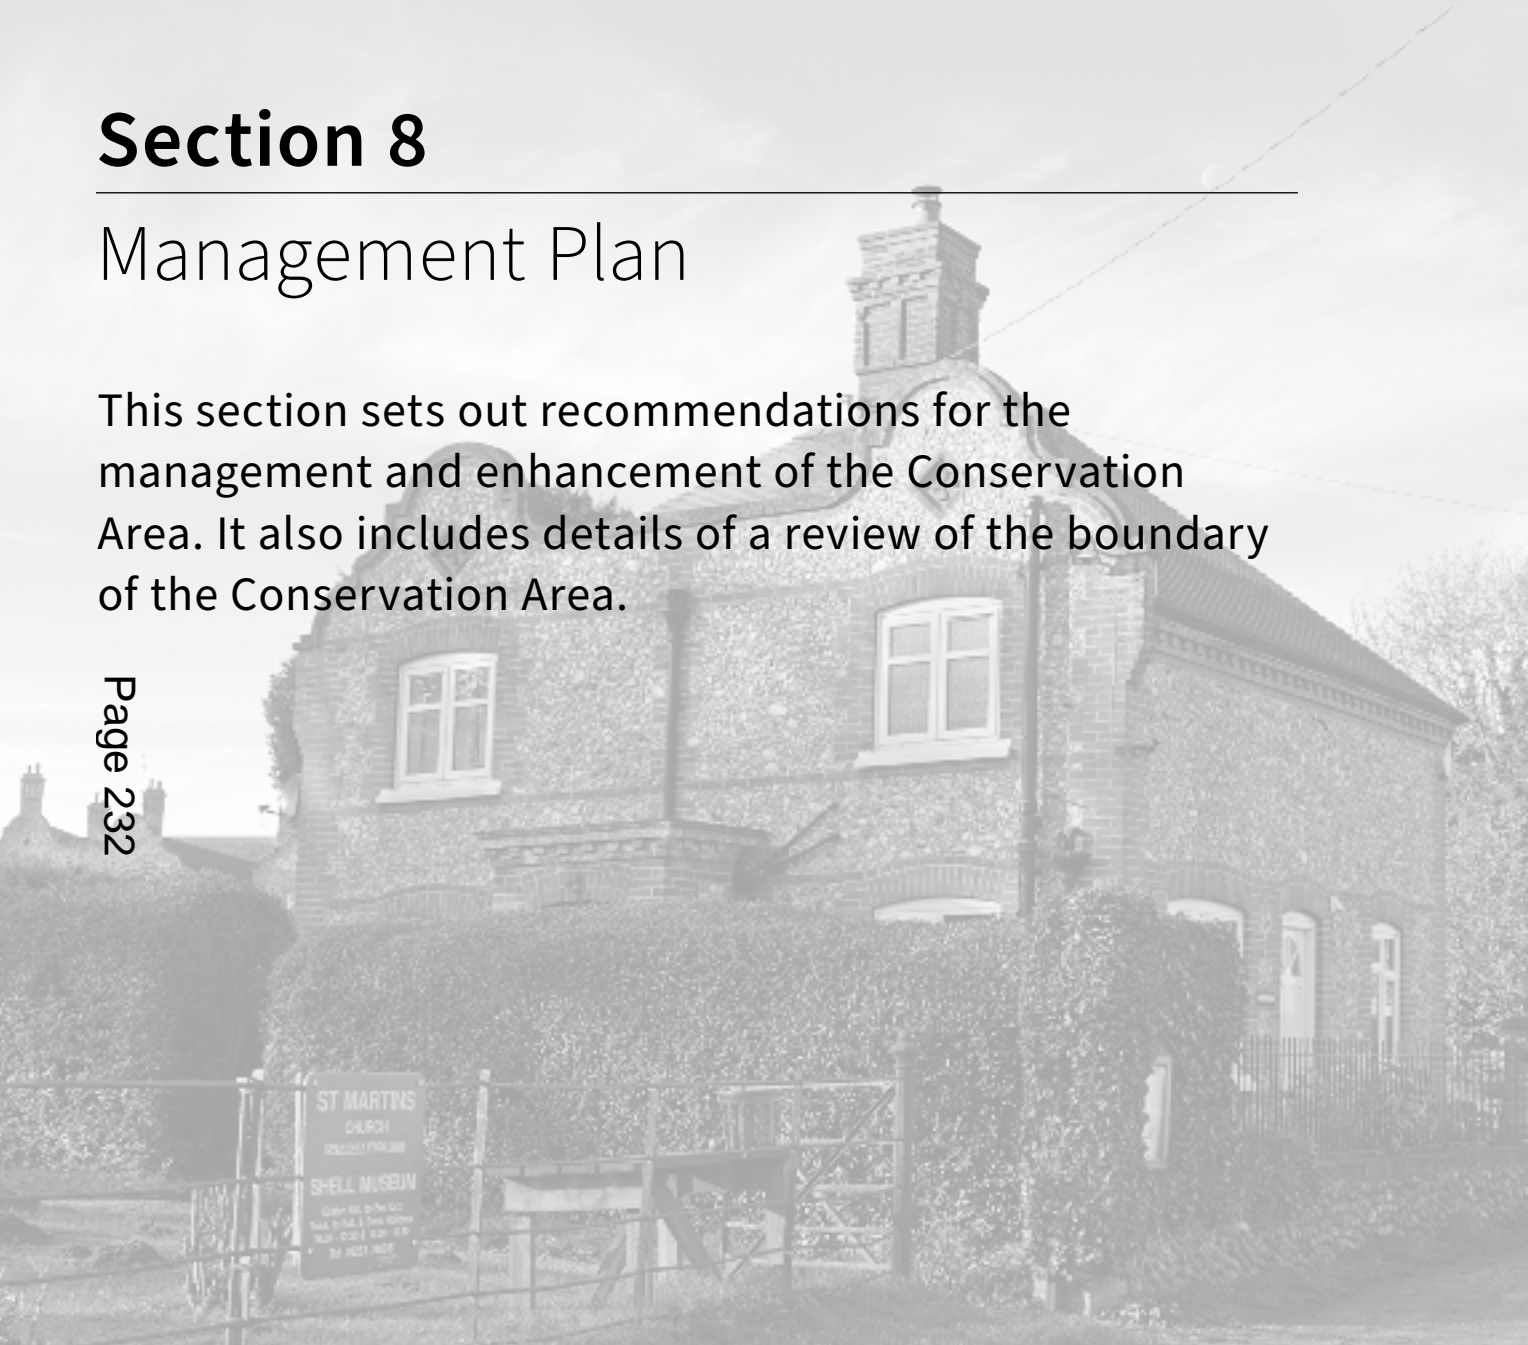 Section 8
Management Plan
This section sets out recommendations for the
management and enhancement of the Conservation
Area. It also includes details of a review of the boundary
of the Conservation Area.
Page 232
ST MARTINS
CHURCH
SHELL MUSEUM